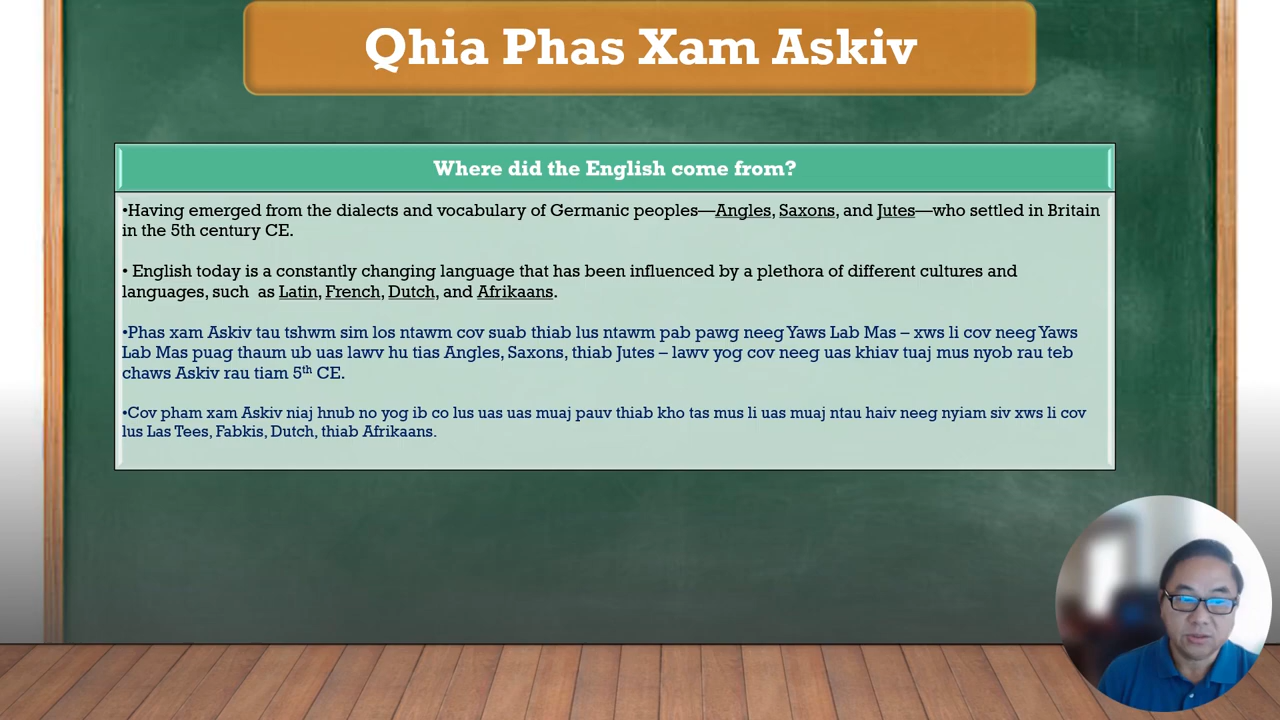 Qhia Phas Xam Askiv
Where did the English come from?
•Having emerged from the dialects and vocabulary of Germanic peoples—Angles, Saxons, and Jutes—who settled in Britain
in the 5th century CE.
• English today is a constantly changing language that has been influenced by a plethora of different cultures and
languages, such  as Latin, French, Dutch, and Afrikaans.
•Phas xam Askiv tau tshwm sim los ntawm cov suab thiab lus ntawm pab pawg neeg Yaws Lab Mas – xws li cov neeg Yaws
Lab Mas puag thaum ub uas lawv hu tias Angles, Saxons, thiab Jutes – lawv yog cov neeg uas khiav tuaj mus nyob rau teb
chaws Askiv rau tiam 5th CE.
•Cov pham xam Askiv niaj hnub no yog ib co lus uas uas muaj pauv thiab kho tas mus li uas muaj ntau haiv neeg nyiam siv xws li cov
lus Las Tees, Fabkis, Dutch, thiab Afrikaans.